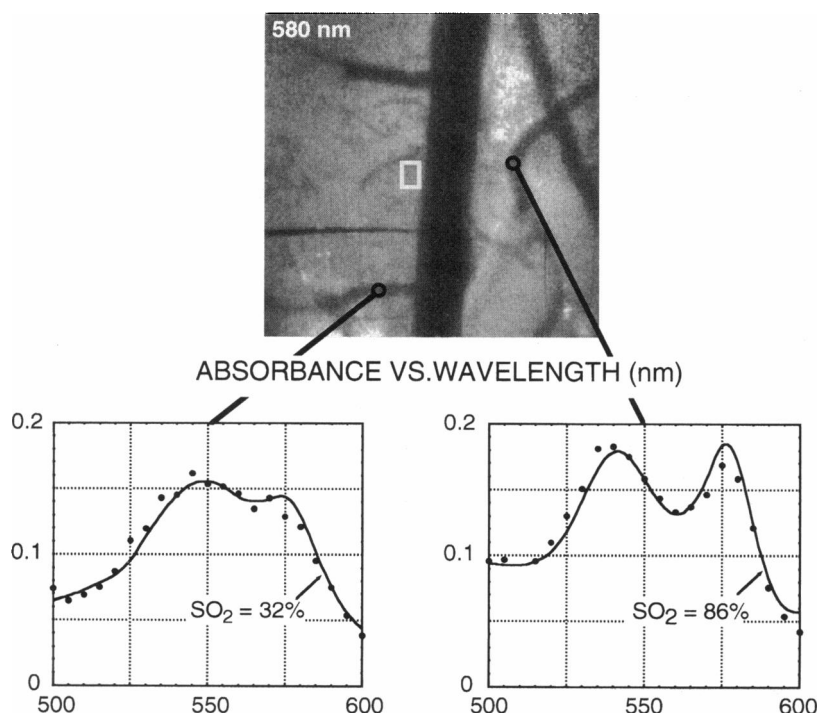 580 nm
ABSORBANCE VS.WAVELENGTH (nm)
0.2
0.1
0
500 550 600
SO2 = 32%
0.2
0.1
0
500 550 600
SO2 = 86%